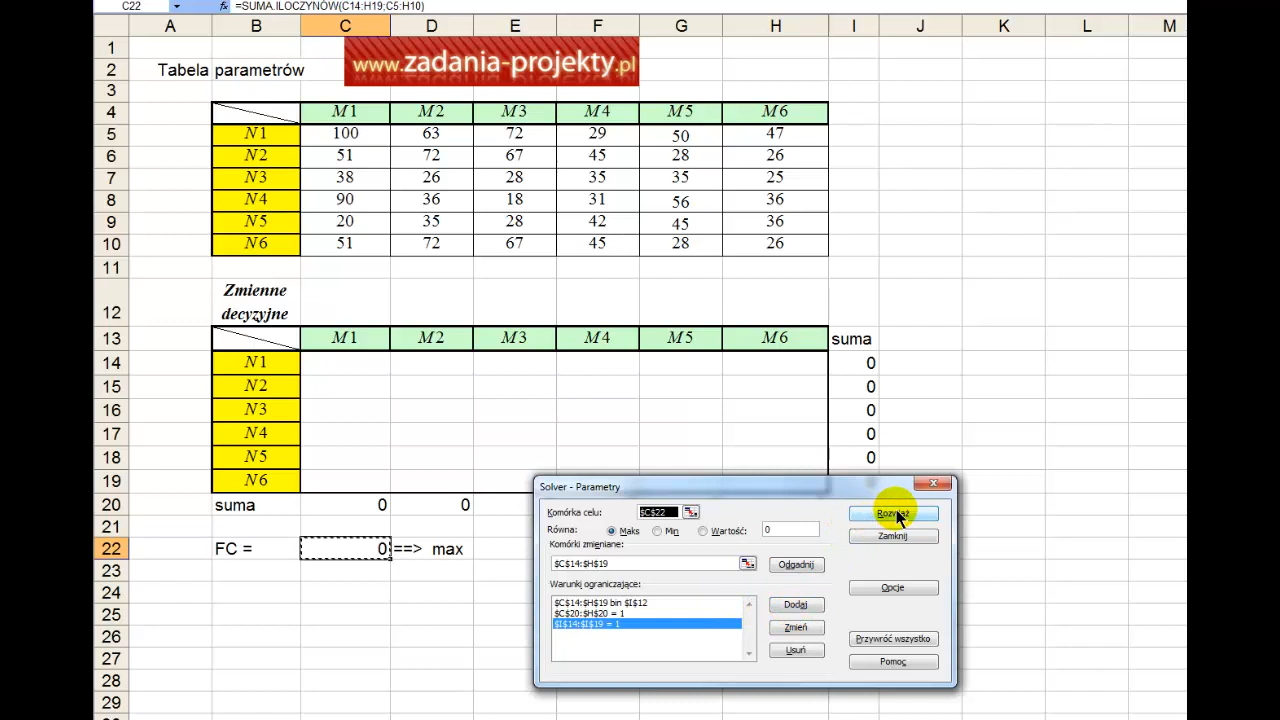 C22 fx =SUMA.ILOCZYNÓW(C14:H19;C5:H10)
A B C D E F G H I J K L M
1
2 Tabela parametrów www.zadania-projekty.pl
3
4 M1 M2 M3 M4 M5 M6
5 N1 100 63 72 29 50 47
6 N2 51 72 67 45 28 26
7 N3 38 26 28 35 35 25
8 N4 90 36 18 31 56 36
9 N5 20 35 28 42 45 36
10 N6 51 72 67 45 28 26
11
Zmienne
12 decyzyjne
13 M1 M2 M3 M4 M5 M6 suma
14 N1 0
15 N2 0
16 N3 0
17 N4 0
18 N5 0
19 N6
20 suma 0 0
21
22 FC = 0 ==> max
23
24
25
26
27
28
29
Solver - Parametry
Komórka celu: $C$22 Rozwiąż
Równa: Maks Min Wartość: 0 Zamknij
Komórki zmieniane:
$C$14:$H$19 Odgadnij
Warunki ograniczające: Opcje
$C$14:$H$19 bin $I$12 Dodaj
$C$20:$H$20 = 1
$I$14:$I$19 = 1 Zmień
Przywróć wszystko
Usuń
Pomoc